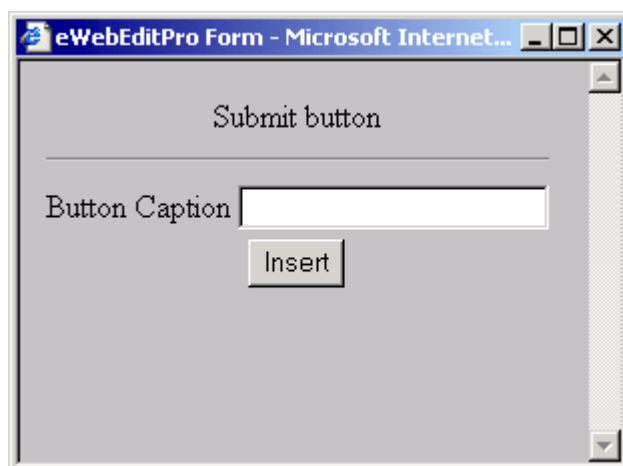 eWebEditPro Form - Microsoft Internet...
Submit button
Button Caption
Insert